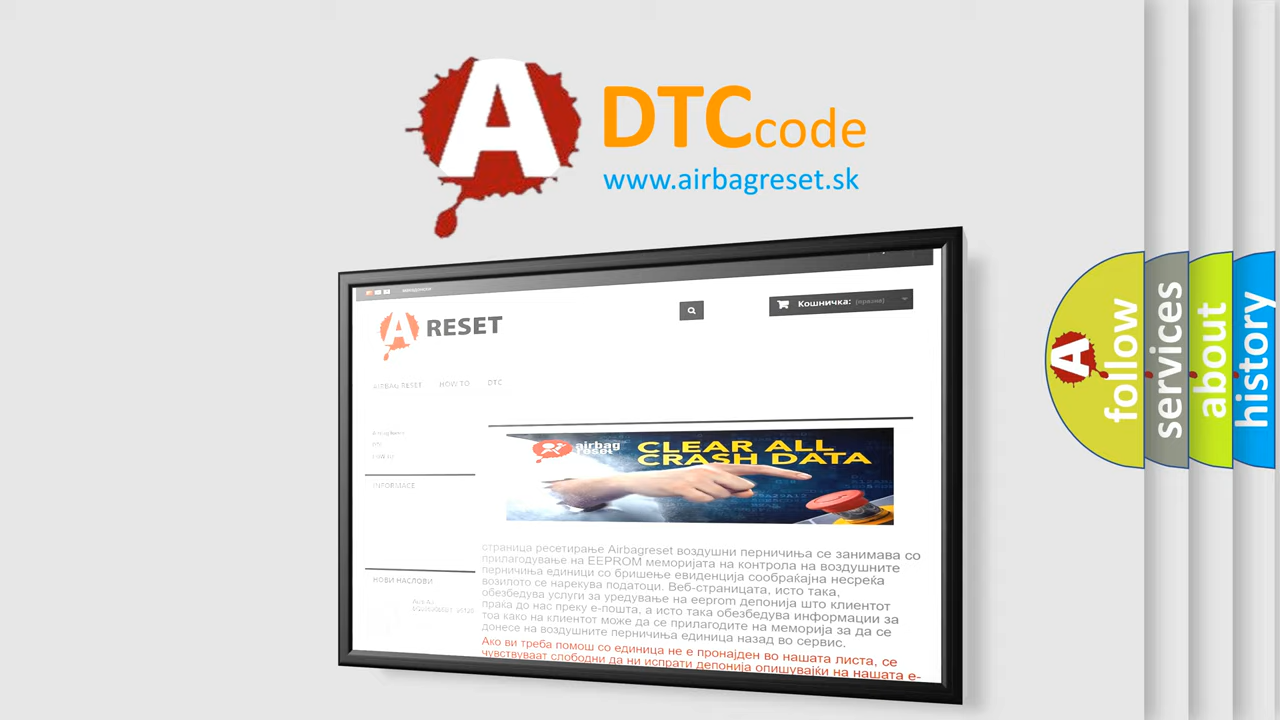 A
DTC code
www.airbagreset.sk
A RESET
Кошничка: (празни)
AIRBAG RESET HOW TO DTC
INFORMACE
НОВИ НАСЛОВИ
airbag
reset
CLEAR ALL
CRASH DATA
страница ресетирање Airbagreset воздушни перничиња се занимава со
прилагодување на EEPROM меморијата на контрола на воздушните
перничиња единици со бришење евиденција сообраќајна несреќа
возилото се нарекува податоци. Веб-страницата, исто така,
обезбедува услуги за уредување на eeprom депонија што клиентот
праќа до нас преку е-пошта, а исто така обезбедува информации за
тоа како на клиентот може да се прилагодите на меморија за да се
донесе на воздушните перничиња единица назад во сервис.
Ако ви треба помош со единица не е пронајден во нашата листа, се
чувствуваат слободни да ни испрати депонија опишувајќи на нашата е-
A
follow
services
about
history